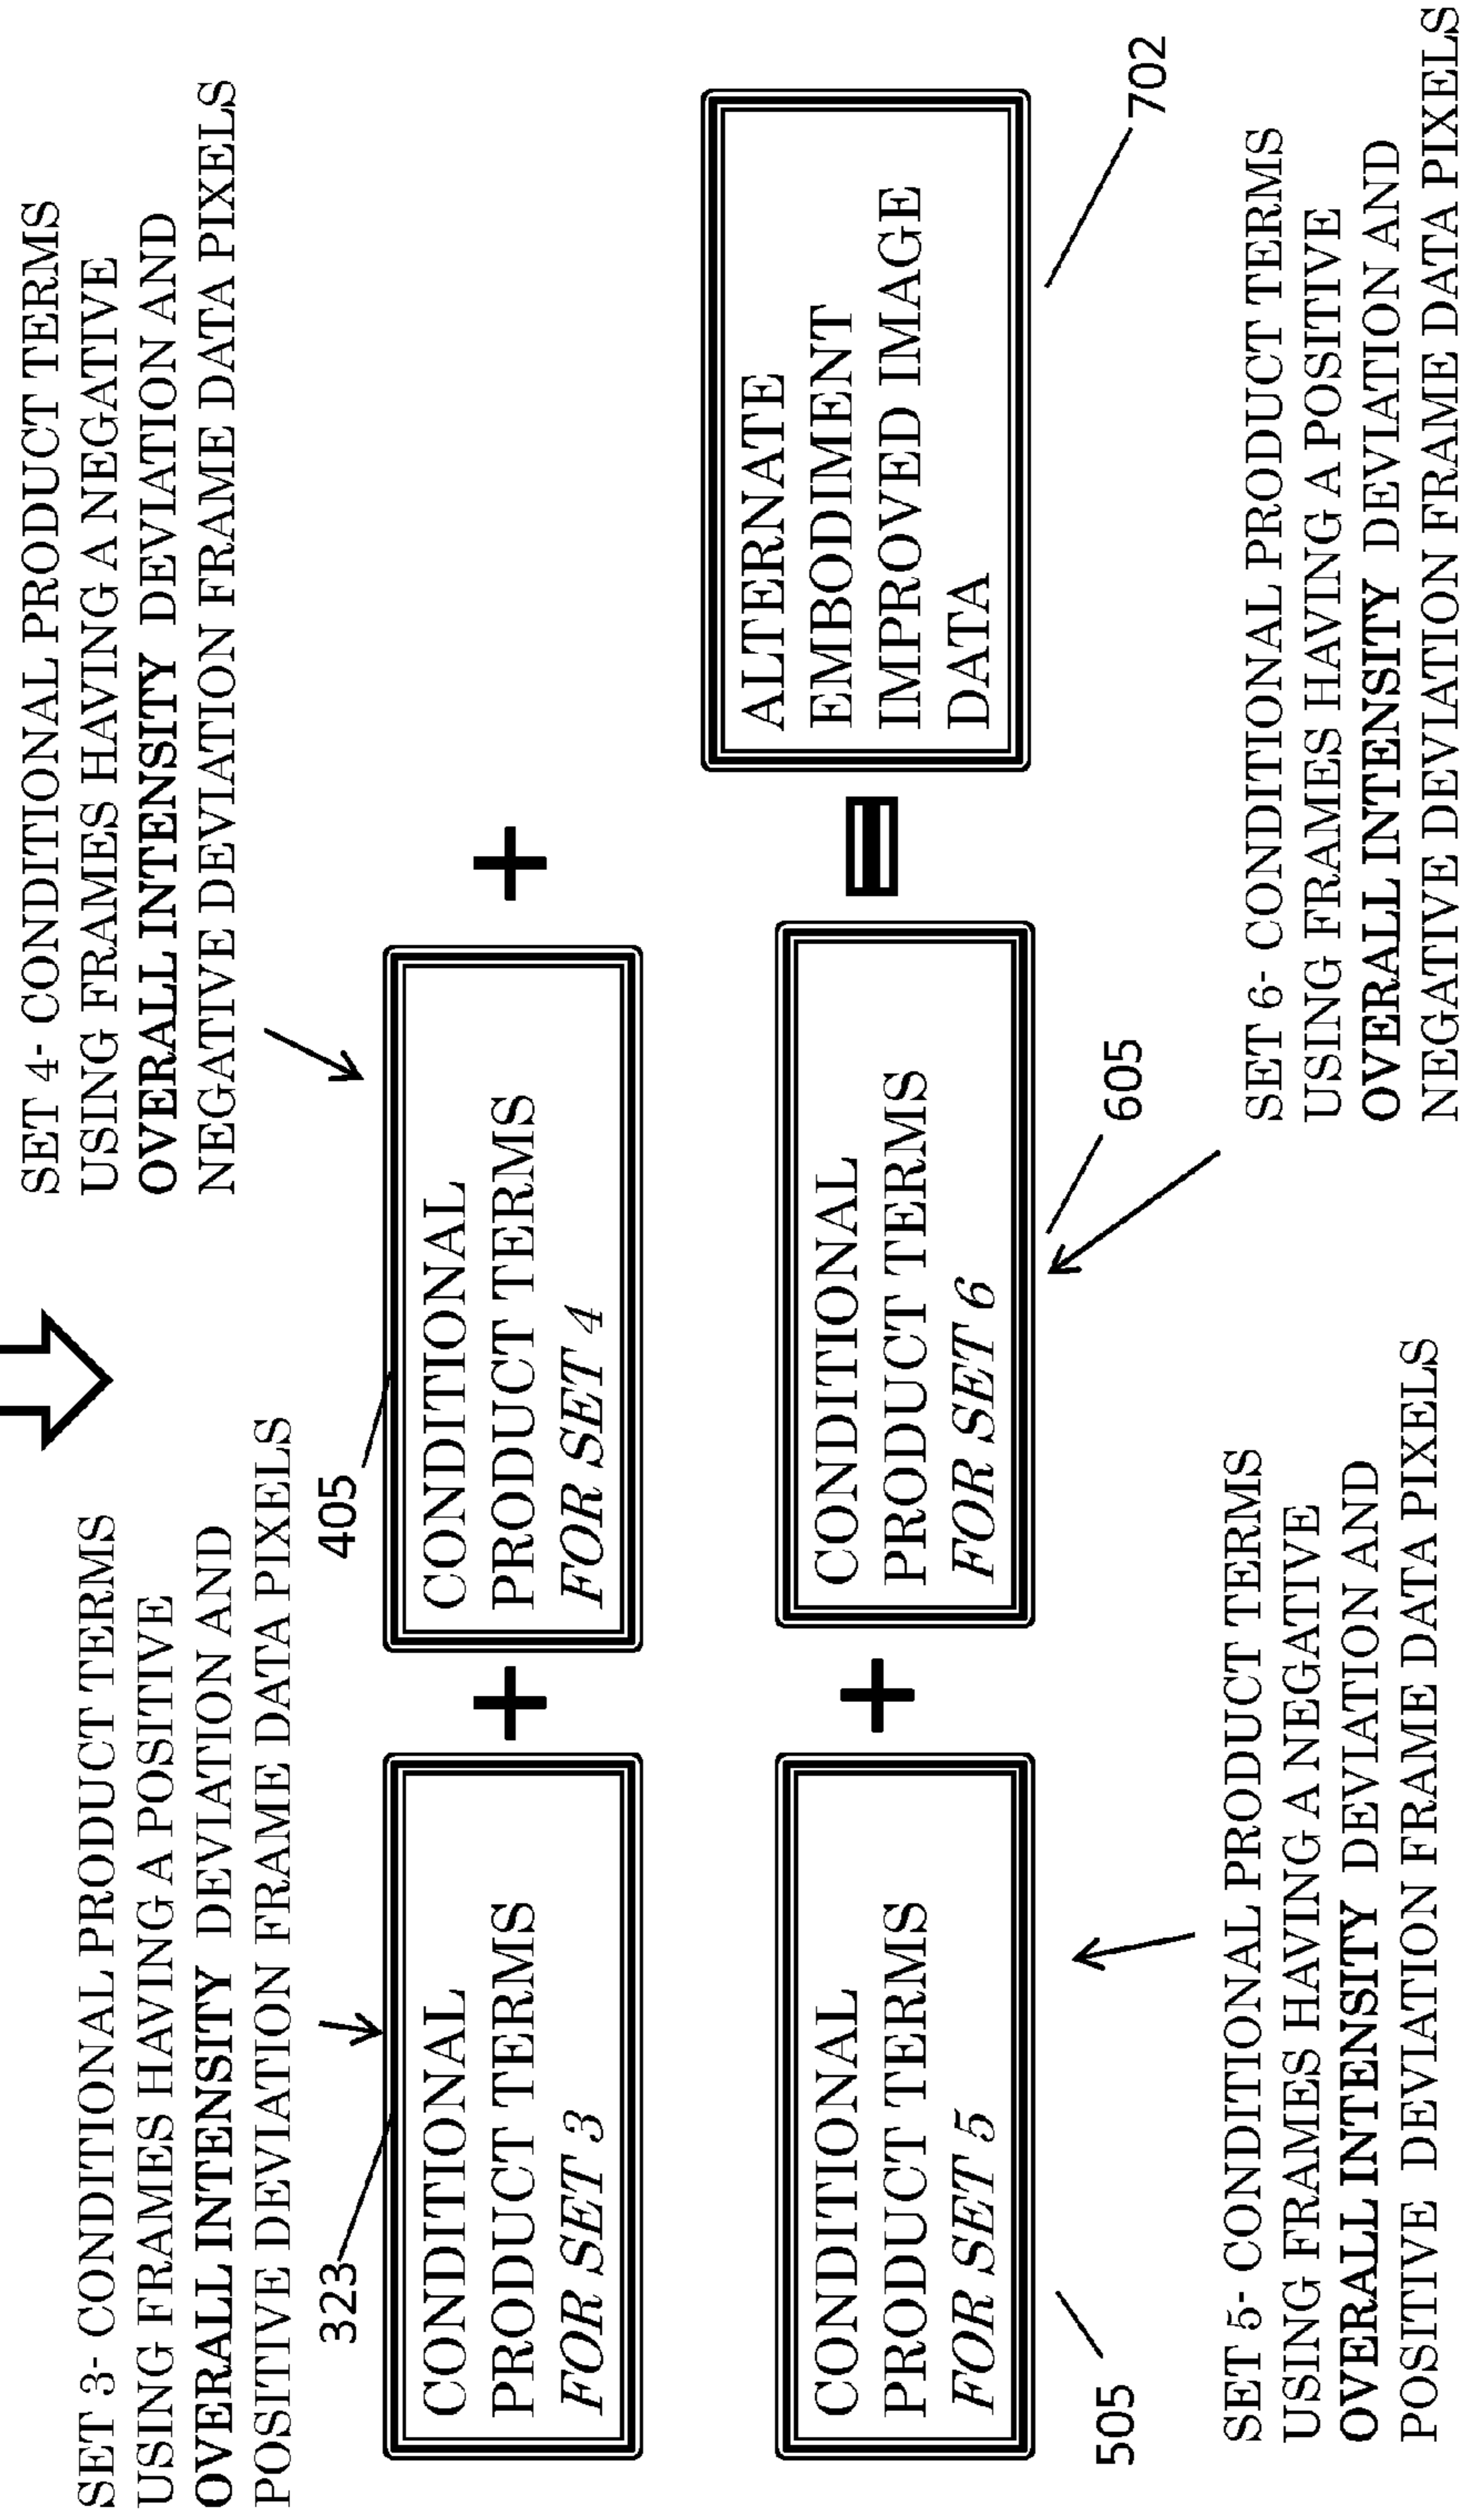 SET 3- CONDITIONAL PRODUCT TERMS
USING FRAMES HAVING A POSITIVE
OVERALL INTENSITY DEVIATION AND
POSITIVE DEVIATION FRAME DATA PIXELS
SET 4- CONDITIONAL PRODUCT TERMS
USING FRAMES HAVING A NEGATIVE
OVERALL INTENSITY DEVIATION AND
NEGATIVE DEVIATION FRAME DATA PIXELS
323
405
CONDITIONAL
PRODUCT TERMS
FOR SET 3
+
CONDITIONAL
PRODUCT TERMS
FOR SET 4
+
CONDITIONAL
PRODUCT TERMS
FOR SET 5
+
CONDITIONAL
PRODUCT TERMS
FOR SET 6
=
ALTERNATE
EMBODIMENT
IMPROVED IMAGE
DATA
505
605
702
SET 5- CONDITIONAL PRODUCT TERMS
USING FRAMES HAVING A NEGATIVE
OVERALL INTENSITY DEVIATION AND
POSITIVE DEVIATION FRAME DATA PIXELS
SET 6- CONDITIONAL PRODUCT TERMS
USING FRAMES HAVING A POSITIVE
OVERALL INTENSITY DEVIATION AND
NEGATIVE DEVIATION FRAME DATA PIXELS